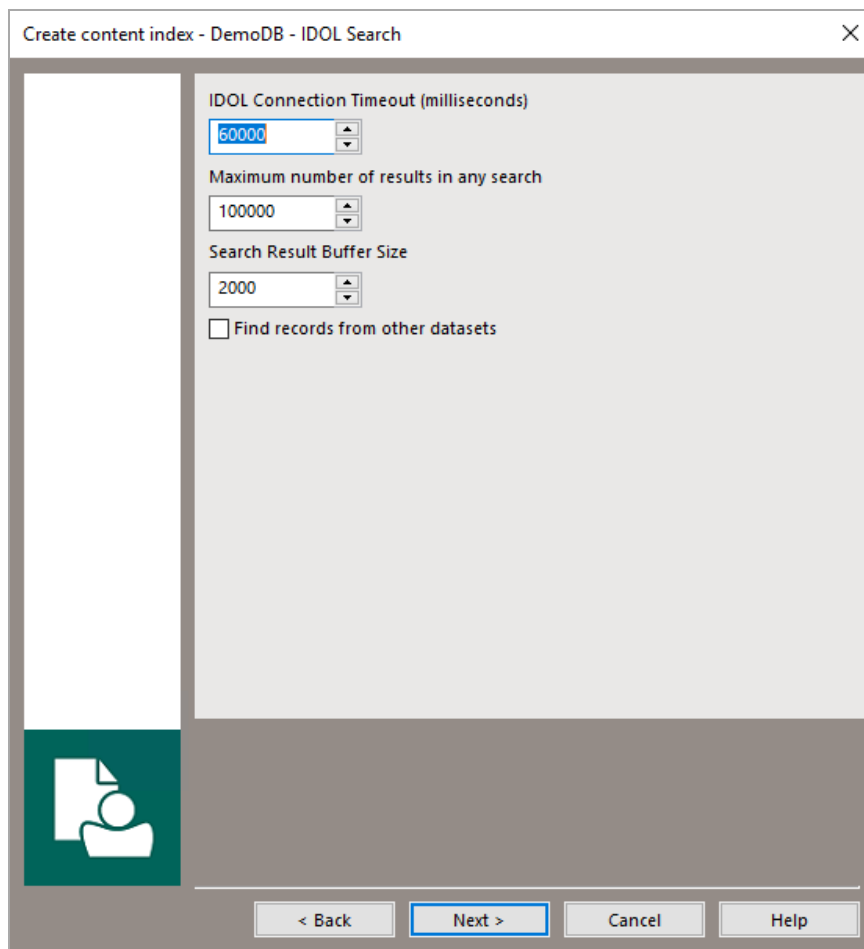 Create content index - DemoDB - IDOL Search
IDOL Connection Timeout (milliseconds)
60000
Maximum number of results in any search
100000
Search Result Buffer Size
2000
Find records from other datasets
< Back Next > Cancel Help